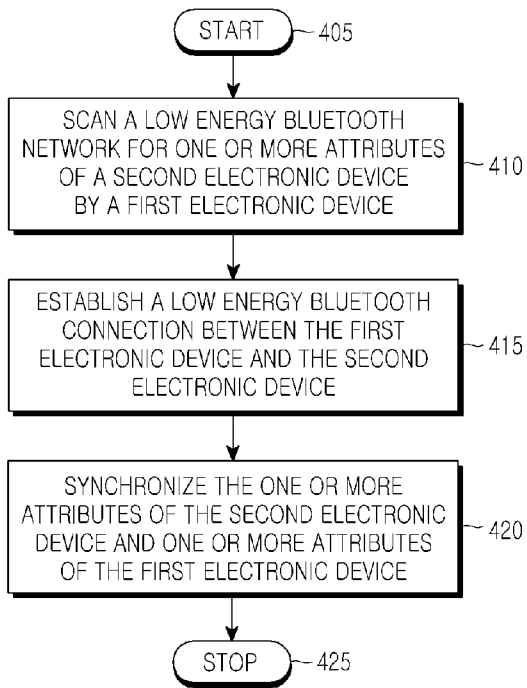 START
405
SCAN A LOW ENERGY BLUETOOTH
NETWORK FOR ONE OR MORE ATTRIBUTES
OF A SECOND ELECTRONIC DEVICE
BY A FIRST ELECTRONIC DEVICE
410
ESTABLISH A LOW ENERGY BLUETOOTH
CONNECTION BETWEEN THE FIRST
ELECTRONIC DEVICE AND THE SECOND
ELECTRONIC DEVICE
415
SYNCHRONIZE THE ONE OR MORE
ATTRIBUTES OF THE SECOND ELECTRONIC
DEVICE AND ONE OR MORE ATTRIBUTES
OF THE FIRST ELECTRONIC DEVICE
420
STOP
425